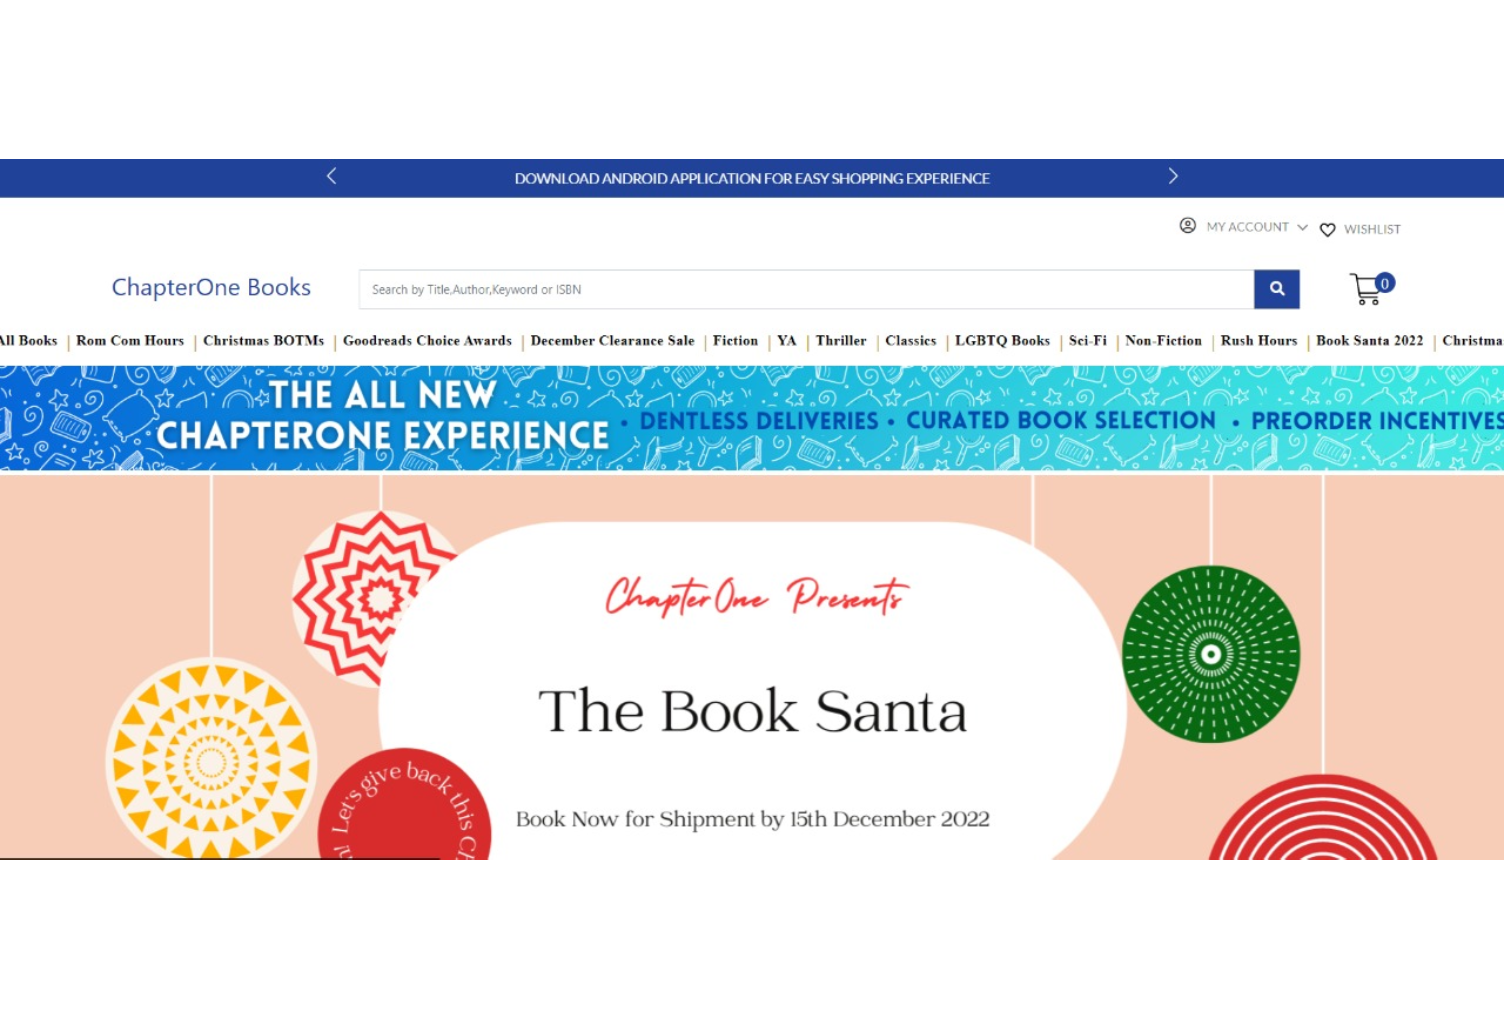 DOWNLOAD ANDROID APPLICATION FOR EASY SHOPPING EXPERIENCE
MY ACCOUNT WISHLIST
ChapterOne Books
Search by Title,Author,Keyword or ISBN
0
All Books | Rom Com Hours | Christmas BOTMs | Goodreads Choice Awards | December Clearance Sale | Fiction | YA | Thriller | Classics | LGBTQ Books | Sci-Fi | Non-Fiction | Rush Hours | Book Santa 2022 | Christma
THE ALL NEW
CHAPTERONE EXPERIENCE
• DENTLESS DELIVERIES • CURATED BOOK SELECTION • PREORDER INCENTIVES
ChapterOne Presents
The Book Santa
Let's give back this
Book Now for Shipment by 15th December 2022